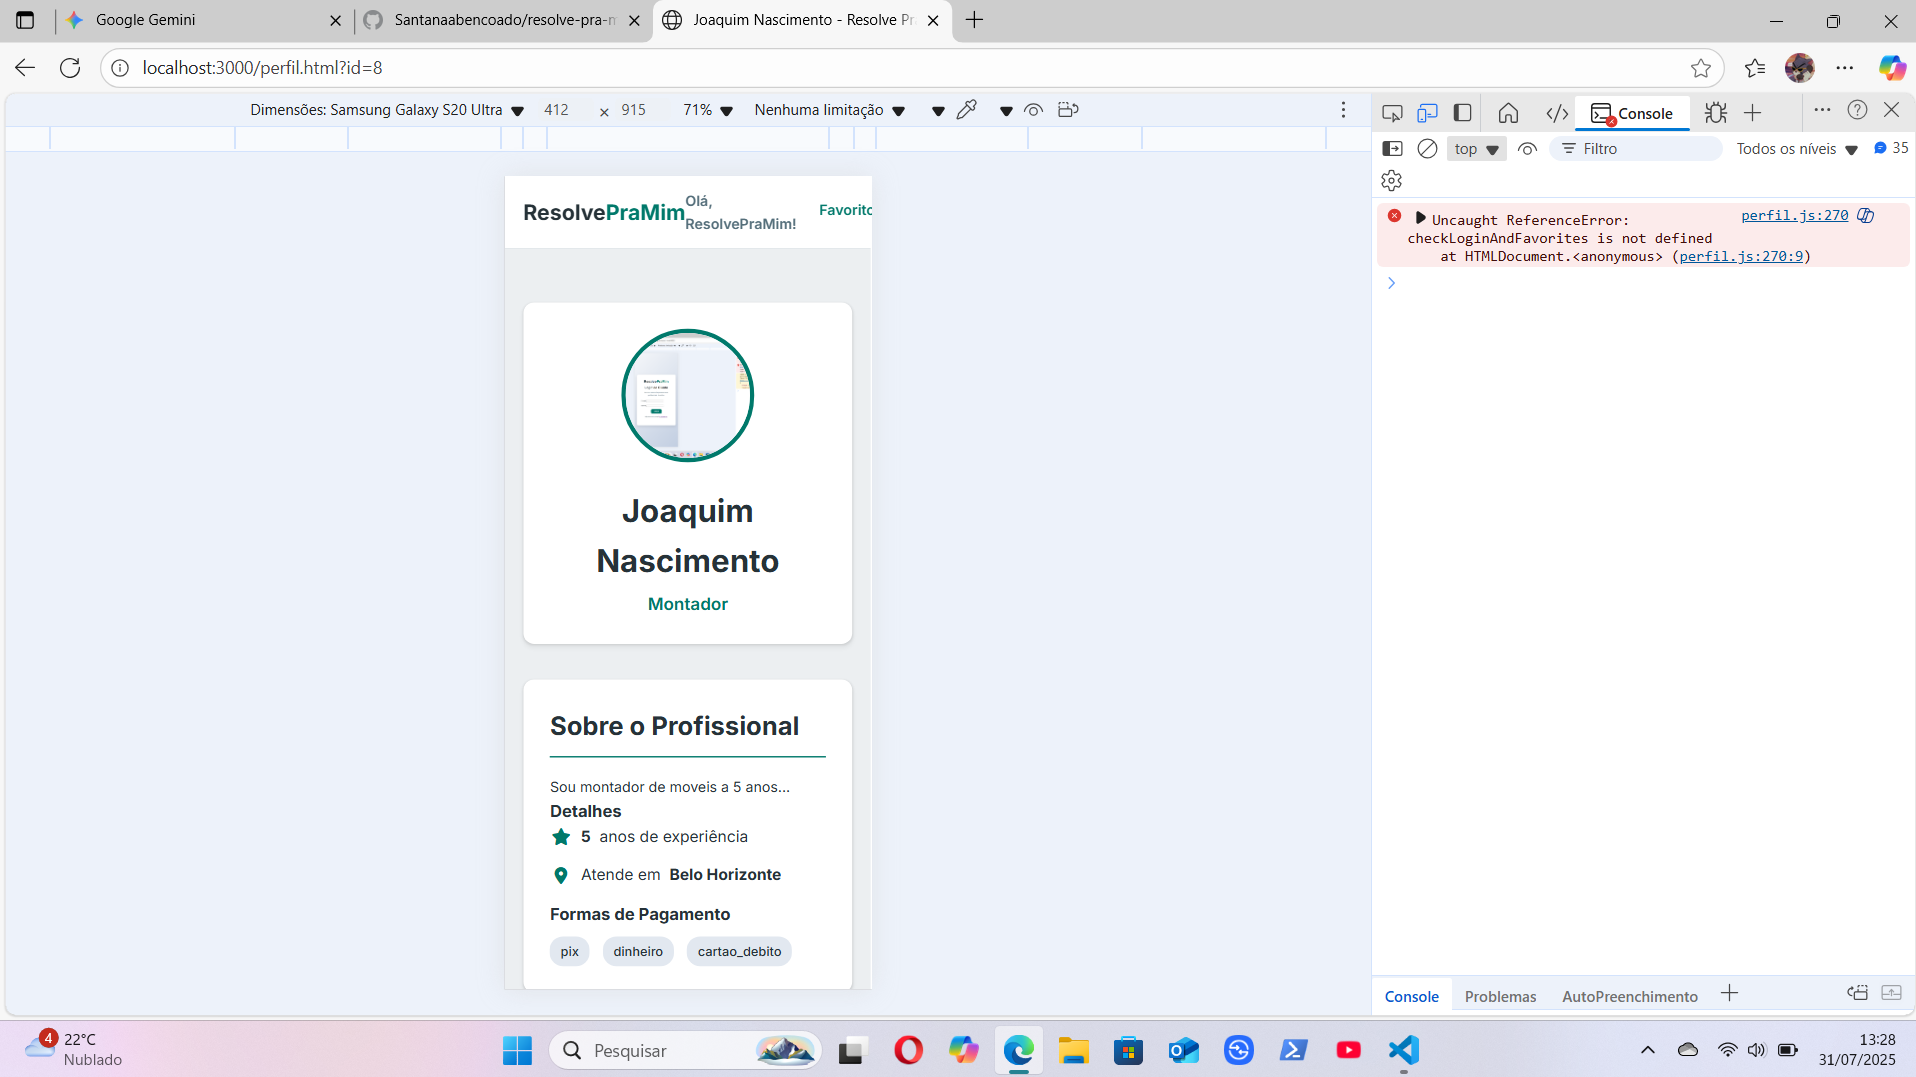 Google Gemini
Santanaabencoado/resolve-pra-m
Joaquim Nascimento - Resolve Pr
localhost:3000/perfil.html?id=8
Dimensões: Samsung Galaxy S20 Ultra
412 × 915
71%
Nenhuma limitação
Console
top
Filtro
Todos os níveis
35
Uncaught ReferenceError:
perfil.js:270
checkLoginAndFavorites is not defined
at HTMLDocument.<anonymous> (perfil.js:270:9)
ResolvePraMim
Olá,
ResolvePraMim!
Favorito
Joaquim
Nascimento
Montador
Sobre o Profissional
Sou montador de moveis a 5 anos...
Detalhes
5 anos de experiência
Atende em Belo Horizonte
Formas de Pagamento
pix
dinheiro
cartao_debito
Console
Problemas
AutoPreenchimento
4
22°C
Nublado
Pesquisar
13:28
31/07/2025